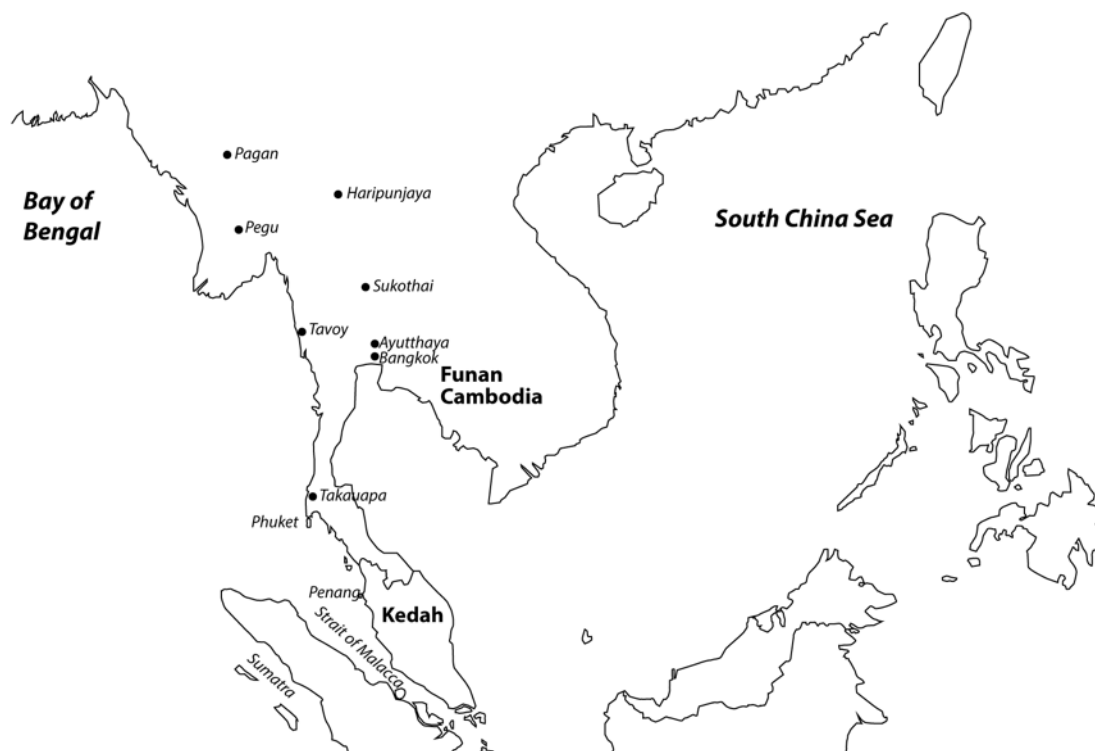 Pagan
Haripunjaya
Bay of
Bengal
South China Sea
Pegu
Sukothai
Tavoy
Ayutthaya
Bangkok
Funan
Cambodia
Takauapa
Phuket
Penang
Kedah
Strait of Malacca
Sumatra